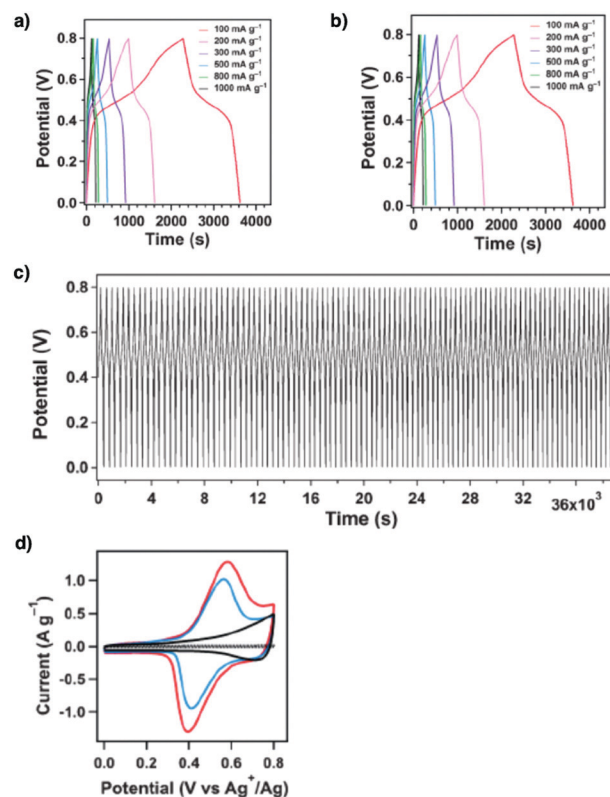 a)
0.8
0.6
0.4
0.2
0.0
Potential (V)
100 mA g⁻¹
200 mA g⁻¹
300 mA g⁻¹
500 mA g⁻¹
800 mA g⁻¹
1000 mA g⁻¹
0 1000 2000 3000 4000
Time (s)
b)
0.8
0.6
0.4
0.2
0.0
Potential (V)
100 mA g⁻¹
200 mA g⁻¹
300 mA g⁻¹
500 mA g⁻¹
800 mA g⁻¹
1000 mA g⁻¹
0 1000 2000 3000 4000
Time (s)
c)
0.8
0.6
0.4
0.2
0.0
Potential (V)
0 4 8 12 16 20 24 28 32 36x10³
Time (s)
d)
1.0
0.5
0.0
-0.5
-1.0
Current (A g⁻¹)
0.0 0.2 0.4 0.6 0.8
Potential (V vs Ag⁺/Ag)